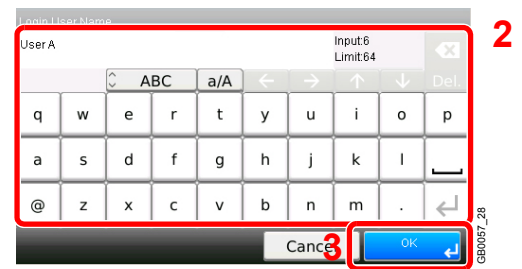 Login User Name
User A
Input:6
Limit:64
2
ABC a/A Del.
q w e r t y u i o p
a s d f g h j k l
@ z x c v b n m .
Cance 3 OK
GB0057_28